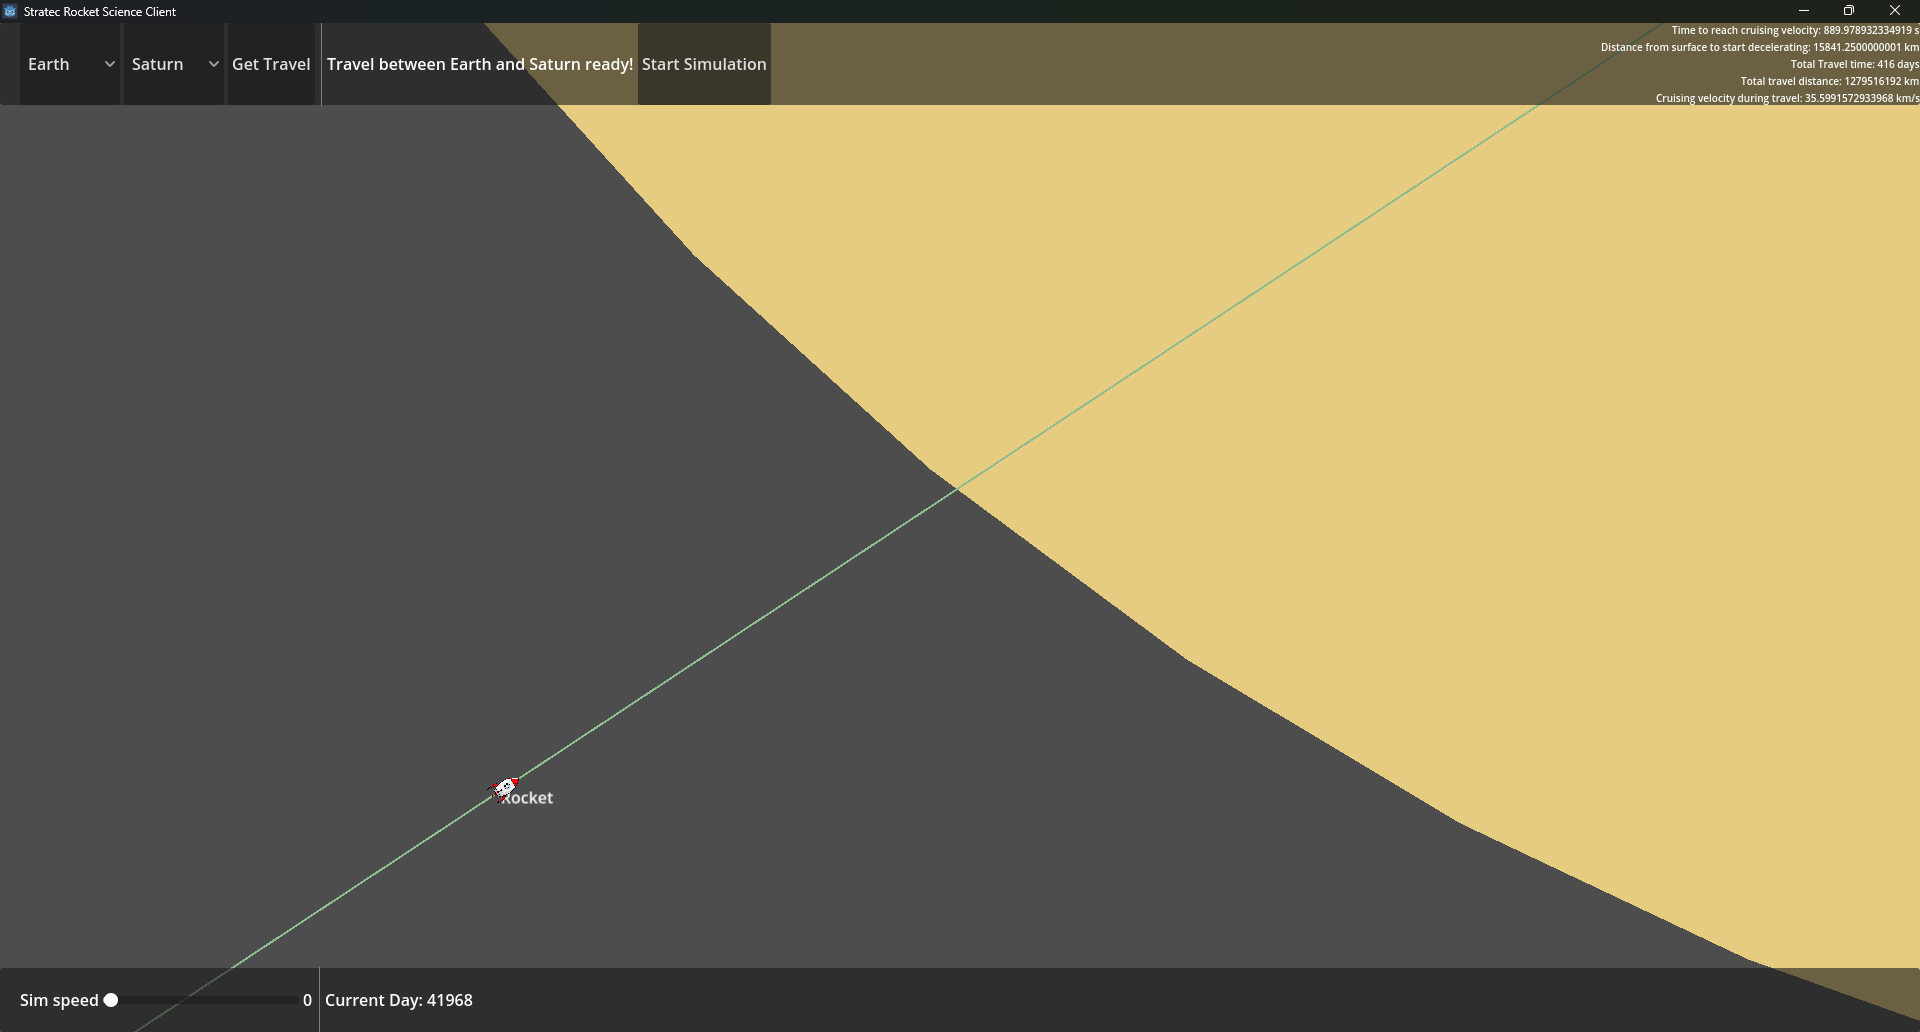 Stratec Rocket Science Client
Earth
Saturn
Get Travel
Travel between Earth and Saturn ready!
Start Simulation
Time to reach cruising velocity: 889.978932334919 s
Distance from surface to start decelerating: 15841.2500000001 km
Total Travel time: 416 days
Total travel distance: 1279516192 km
Cruising velocity during travel: 35.5991572933968 km/s
Rocket
Sim speed
0
Current Day: 41968